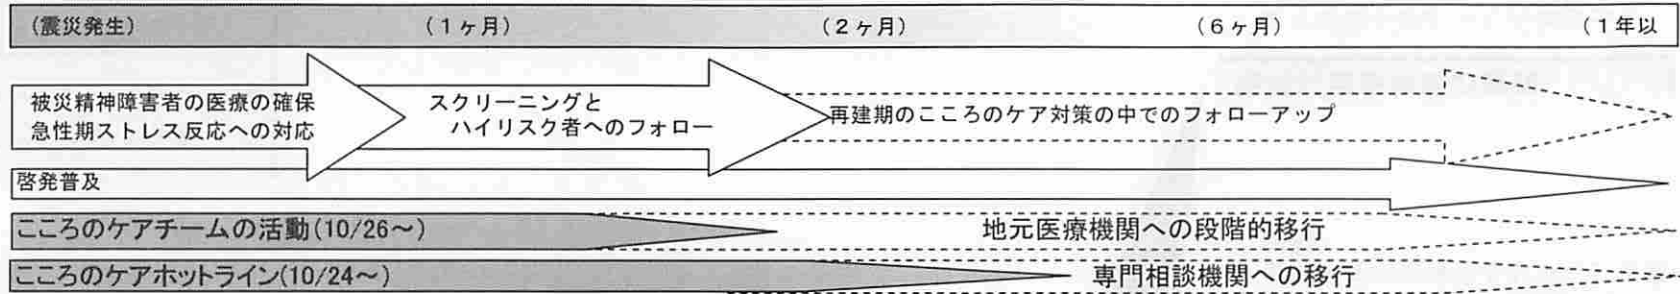 (震災発生) (1ヶ月) (2ヶ月) (6ヶ月) (1年以
被災精神障害者の医療の確保
急性期ストレス反応への対応
スクリーニングと
ハイリスク者へのフォロー
再建期のこころのケア対策の中でのフォローアップ
啓発普及
こころのケアチームの活動(10/26~) 地元医療機関への段階的移行
こころのケアホットライン(10/24~) 専門相談機関への移行